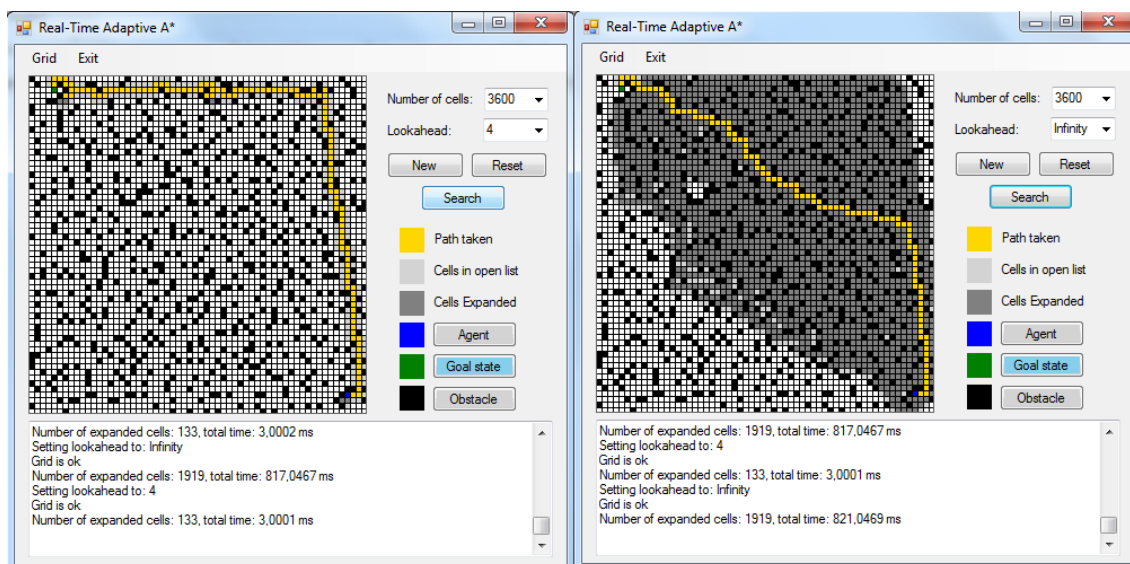 Real-Time Adaptive A*
Grid Exit
Number of cells: 3600
Lookahead: 4
New Reset
Search
Path taken
Cells in open list
Cells Expanded
Agent
Goal state
Obstacle
Number of expanded cells: 133, total time: 3,0002 ms
Setting lookahead to: Infinity
Grid is ok
Number of expanded cells: 1919, total time: 817,0467 ms
Setting lookahead to: 4
Grid is ok
Number of expanded cells: 133, total time: 3,0001 ms
Real-Time Adaptive A*
Grid Exit
Number of cells: 3600
Lookahead: Infinity
New Reset
Search
Path taken
Cells in open list
Cells Expanded
Agent
Goal state
Obstacle
Number of expanded cells: 1919, total time: 817,0467 ms
Setting lookahead to: 4
Grid is ok
Number of expanded cells: 133, total time: 3,0001 ms
Setting lookahead to: Infinity
Grid is ok
Number of expanded cells: 1919, total time: 821,0469 ms